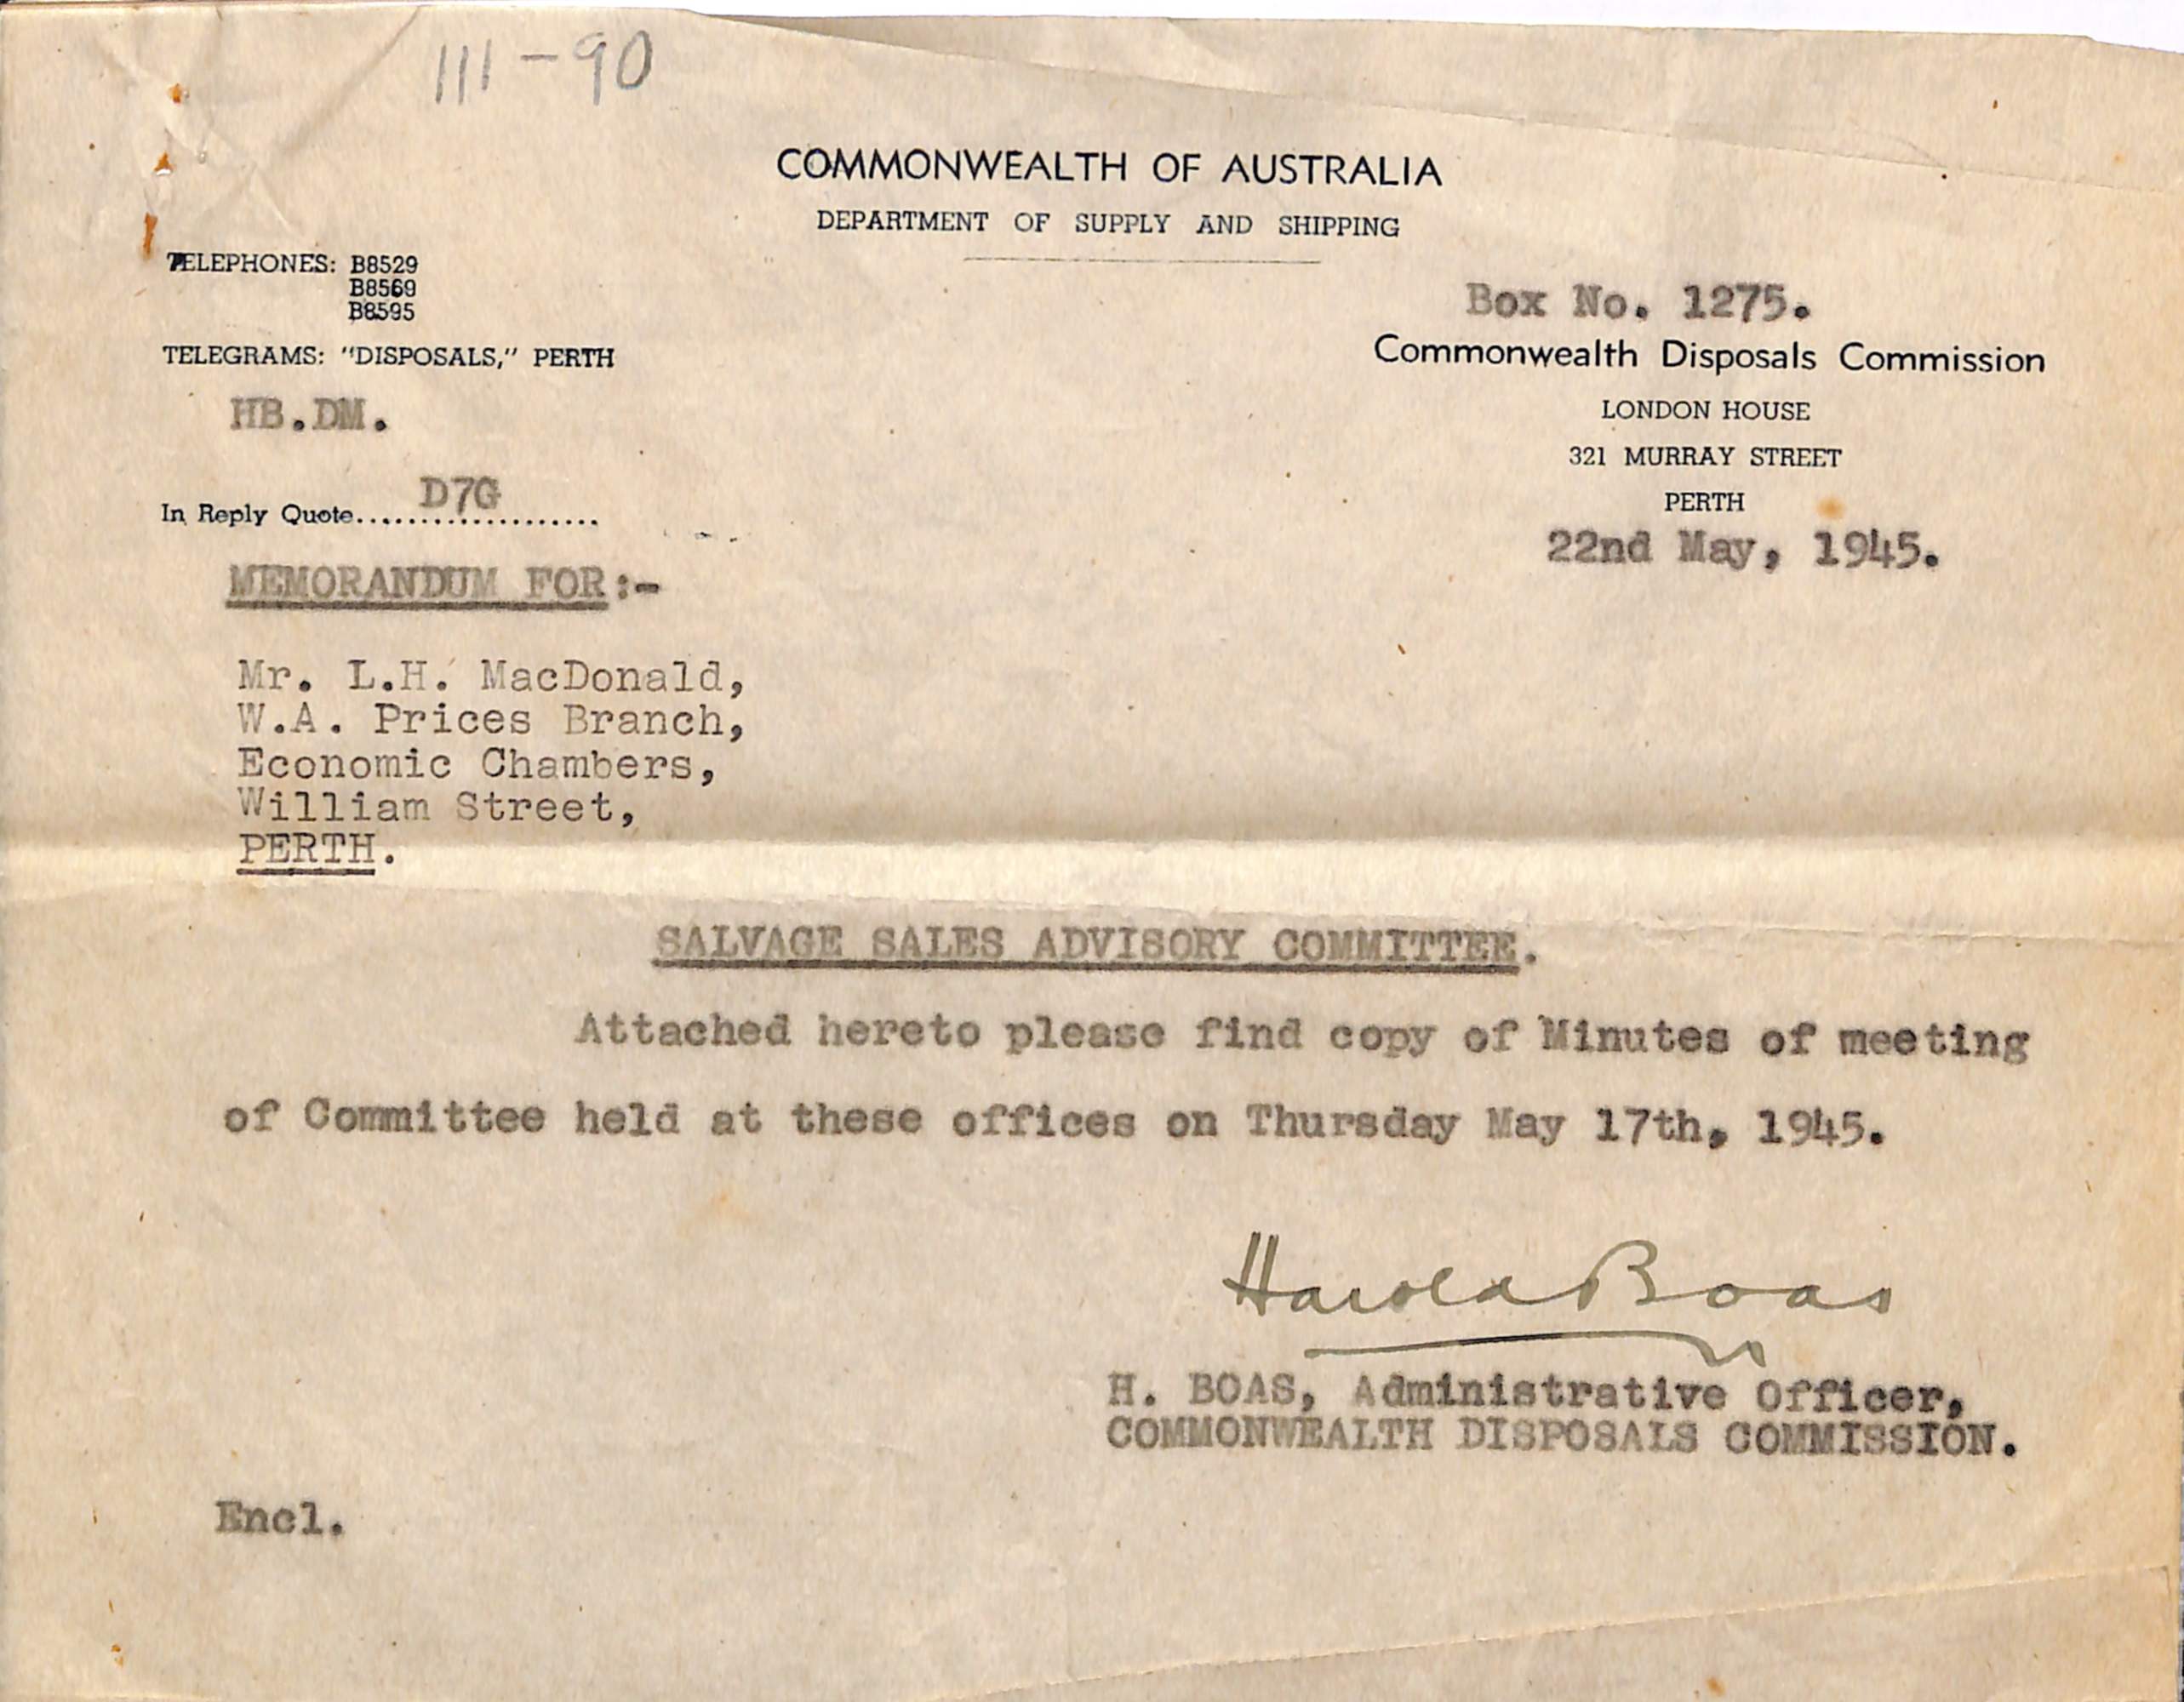 111-90
COMMONWEALTH OF AUSTRALIA
DEPARTMENT OF SUPPLY AND SHIPPING
TELEPHONES: B8529
B8569
B8595
TELEGRAMS: "DISPOSALS," PERTH
HB.DM.
In Reply Quote....D7G....
Box No. 1275.
Commonwealth Disposals Commission
LONDON HOUSE
321 MURRAY STREET
PERTH
22nd May, 1945.
MEMORANDUM FOR:-
Mr. L.H. MacDonald,
W.A. Prices Branch,
Economic Chambers,
William Street,
PERTH.
SALVAGE SALES ADVISORY COMMITTEE.
Attached hereto please find copy of Minutes of meeting
of Committee held at these offices on Thursday May 17th, 1945.
Harold Boas
H. BOAS, Administrative Officer,
COMMONWEALTH DISPOSALS COMMISSION.
Encl.